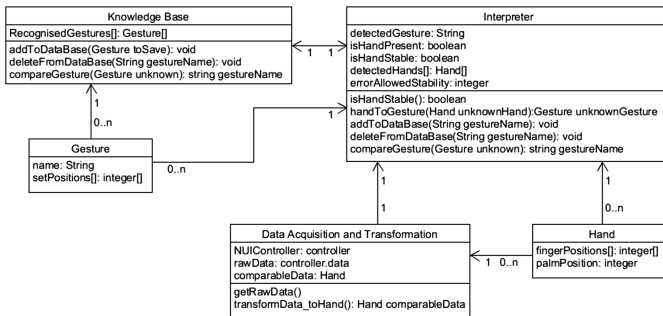 Knowledge Base
RecognisedGestures[]: Gesture[]
addToDataBase(Gesture toSave): void
deleteFromDataBase(String gestureName): void
compareGesture(Gesture unknown): string gestureName
Interpreter
detectedGesture: String
isHandPresent: boolean
isHandStable: boolean
detectedHands[]: Hand[]
errorAllowedStability: integer
isHandStable(): boolean
handToGesture(Hand unknownHand):Gesture unknownGesture
addToDataBase(String gestureName): void
deleteFromDataBase(String gestureName): void
compareGesture(Gesture unknown): string gestureName
1 1
1
0..n
1
0..n
Gesture
name: String
setPositions[]: integer[]
1
1
1
0..n
Data Acquisition and Transformation
NUIController: controller
rawData: controller.data
comparableData: Hand
getRawData()
transformData_toHand(): Hand comparableData
1 0..n
Hand
fingerPositions[]: integer[]
palmPosition: integer